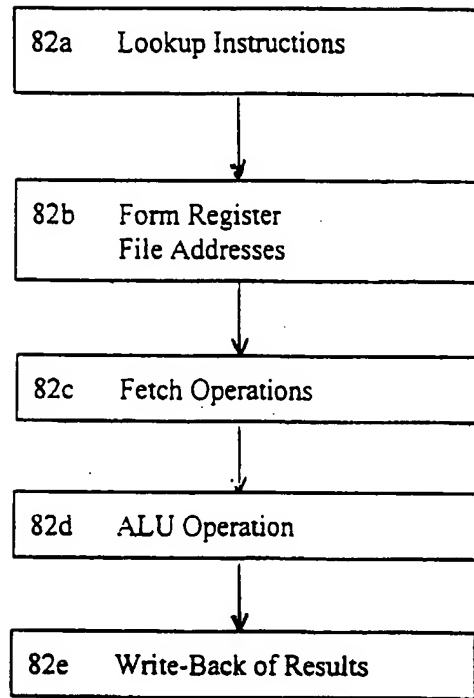 82a Lookup Instructions
82b Form Register
File Addresses
82c Fetch Operations
82d ALU Operation
82e Write-Back of Results